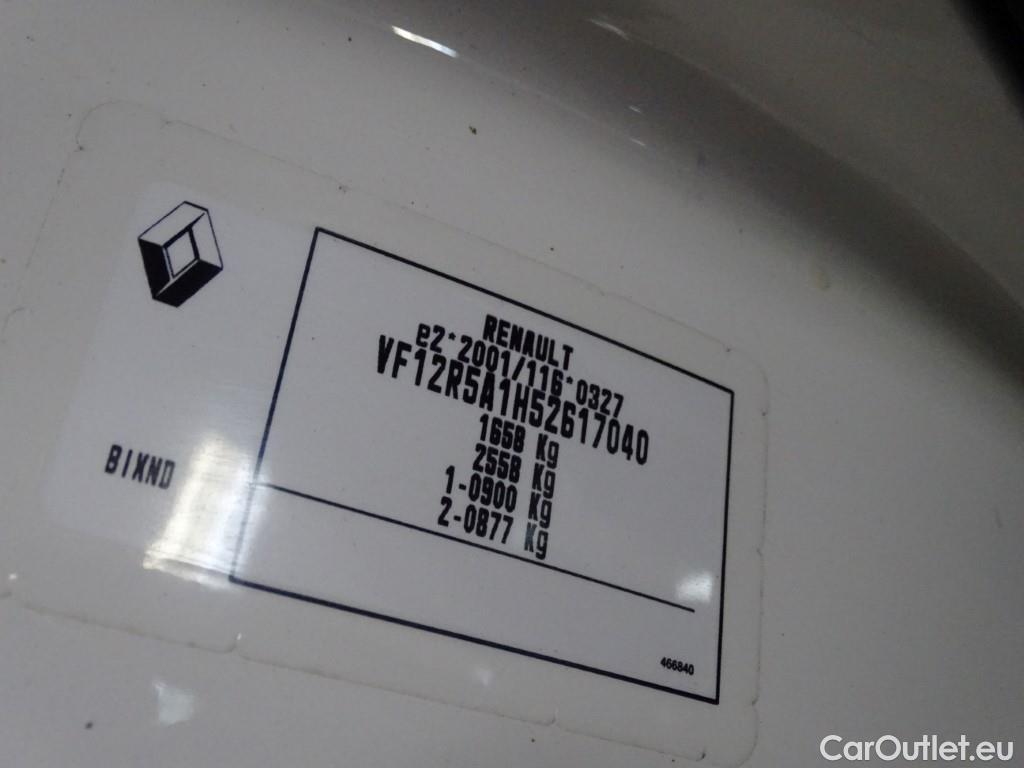 RENAULT
e2*2001/116*0327
VF12R5A1H52617040
1658 Kg
2558 Kg
1-0900 Kg
2-0877 Kg
BIXND
466840
CarOutlet.eu